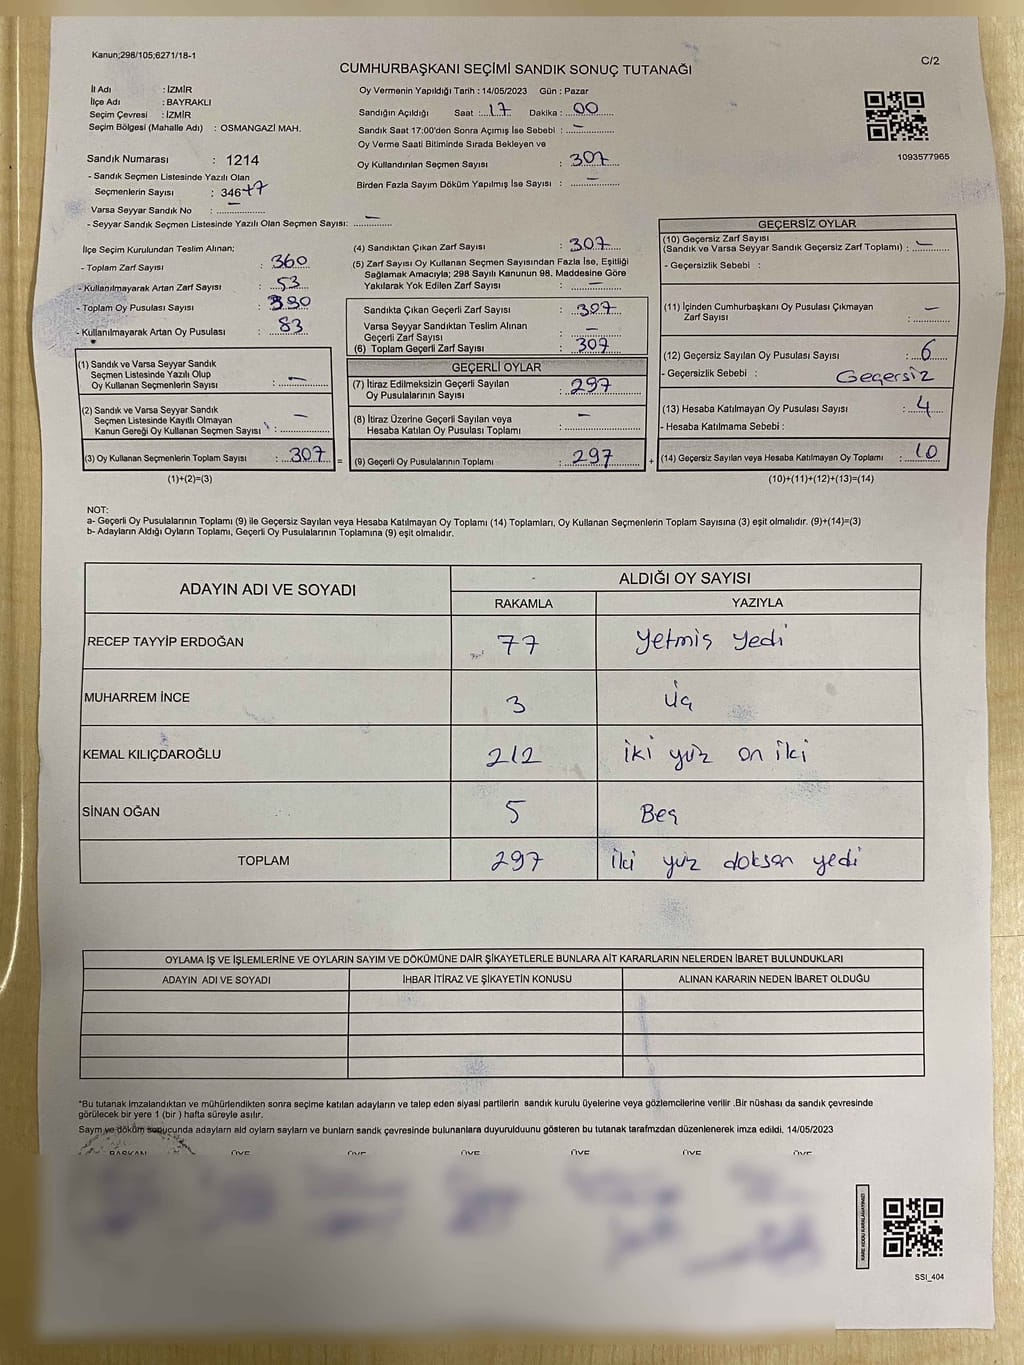 Kanun;298/105;6271/18-1
C/2
CUMHURBAŞKANI SEÇİMİ SANDIK SONUÇ TUTANAĞI
İl Adı : İZMİR
İlçe Adı : BAYRAKLI
Seçim Çevresi : İZMİR
Seçim Bölgesi (Mahalle Adı) : OSMANGAZİ MAH.
Sandık Numarası : 1214
- Sandık Seçmen Listesinde Yazılı Olan
Seçmenlerin Sayısı :
Varsa Seyyar Sandık No : –
- Seyyar Sandık Seçmen Listesinde Yazılı Olan Seçmen Sayısı: –
Oy Vermenin Yapıldığı Tarih : 14/05/2023 Gün : Pazar
Sandığın Açıldığı Saat : 17 Dakika : 00
Sandık Saat 17:00'den Sonra Açımış İse Sebebi : –
Oy Verme Saati Bitiminde Sırada Bekleyen ve
Oy Kullandırılan Seçmen Sayısı : 307
Birden Fazla Sayım Döküm Yapılmış İse Sayısı : –
1093577965
İlçe Seçim Kurulundan Teslim Alınan;
- Toplam Zarf Sayısı : 360
- Kullanılmayarak Artan Zarf Sayısı : 53
- Toplam Oy Pusulası Sayısı :
- Kullanılmayarak Artan Oy Pusulası : 83
(1) Sandık ve Varsa Seyyar Sandık
Seçmen Listesinde Yazılı Olup
Oy Kullanan Seçmenlerin Sayısı : –
(2) Sandık ve Varsa Seyyar Sandık
Seçmen Listesinde Kayıtlı Olmayan
Kanun Gereği Oy Kullanan Seçmen Sayısı : –
(3) Oy Kullanan Seçmenlerin Toplam Sayısı : 307 =
(1)+(2)=(3)
(4) Sandıktan Çıkan Zarf Sayısı : 307
(5) Zarf Sayısı Oy Kullanan Seçmen Sayısından Fazla İse, Eşitliği
Sağlamak Amacıyla; 298 Sayılı Kanunun 98. Maddesine Göre
Yakılarak Yok Edilen Zarf Sayısı : –
Sandıkta Çıkan Geçerli Zarf Sayısı : 307
Varsa Seyyar Sandıktan Teslim Alınan
Geçerli Zarf Sayısı : –
(6) Toplam Geçerli Zarf Sayısı : 307
GEÇERLİ OYLAR
(7) İtiraz Edilmeksizin Geçerli Sayılan
Oy Pusulalarının Sayısı : 297
(8) İtiraz Üzerine Geçerli Sayılan veya
Hesaba Katılan Oy Pusulası Toplamı : –
(9) Geçerli Oy Pusulalarının Toplamı : 297 +
GEÇERSİZ OYLAR
(10) Geçersiz Zarf Sayısı
(Sandık ve Varsa Seyyar Sandık Geçersiz Zarf Toplamı) : –
- Geçersizlik Sebebi :
(11) İçinden Cumhurbaşkanı Oy Pusulası Çıkmayan
Zarf Sayısı : –
(12) Geçersiz Sayılan Oy Pusulası Sayısı : 6
- Geçersizlik Sebebi : Geçersiz
(13) Hesaba Katılmayan Oy Pusulası Sayısı : 4
- Hesaba Katılmama Sebebi :
(14) Geçersiz Sayılan veya Hesaba Katılmayan Oy Toplamı : 10
(10)+(11)+(12)+(13)=(14)
NOT:
a- Geçerli Oy Pusulalarının Toplamı (9) ile Geçersiz Sayılan veya Hesaba Katılmayan Oy Toplamı (14) Toplamları, Oy Kullanan Seçmenlerin Toplam Sayısına (3) eşit olmalıdır. (9)+(14)=(3)
b- Adayların Aldığı Oyların Toplamı, Geçerli Oy Pusulalarının Toplamına (9) eşit olmalıdır.
ADAYIN ADI VE SOYADI ALDIĞI OY SAYISI
RAKAMLA YAZIYLA
RECEP TAYYİP ERDOĞAN 77 Yetmiş yedi
MUHARREM İNCE 3 üç
KEMAL KILIÇDAROĞLU 212 iki yüz on iki
SİNAN OĞAN 5 Beş
TOPLAM 297 iki yüz doksan yedi
OYLAMA İŞ VE İŞLEMLERİNE VE OYLARIN SAYIM VE DÖKÜMÜNE DAİR ŞİKAYETLERLE BUNLARA AİT KARARLARIN NELERDEN İBARET BULUNDUKLARI
ADAYIN ADI VE SOYADI İHBAR İTİRAZ VE ŞİKAYETİN KONUSU ALINAN KARARIN NEDEN İBARET OLDUĞU
*Bu tutanak imzalandıktan ve mühürlendikten sonra seçime katılan adayların ve talep eden siyasi partilerin sandık kurulu üyelerine veya gözlemcilerine verilir .Bir nüshası da sandık çevresinde
görülecek bir yere 1 (bir ) hafta süreyle asılır.
Saym ve döküm sonucunda adayların ald oylarn saylarn ve bunlarn sandk çevresinde bulunanlara duyurulduunu gösteren bu tutanak tarafmzdan düzenlenerek imza edildi. 14/05/2023
BAŞKAN ÜYE ÜYE ÜYE ÜYE ÜYE ÜYE
SSI_404